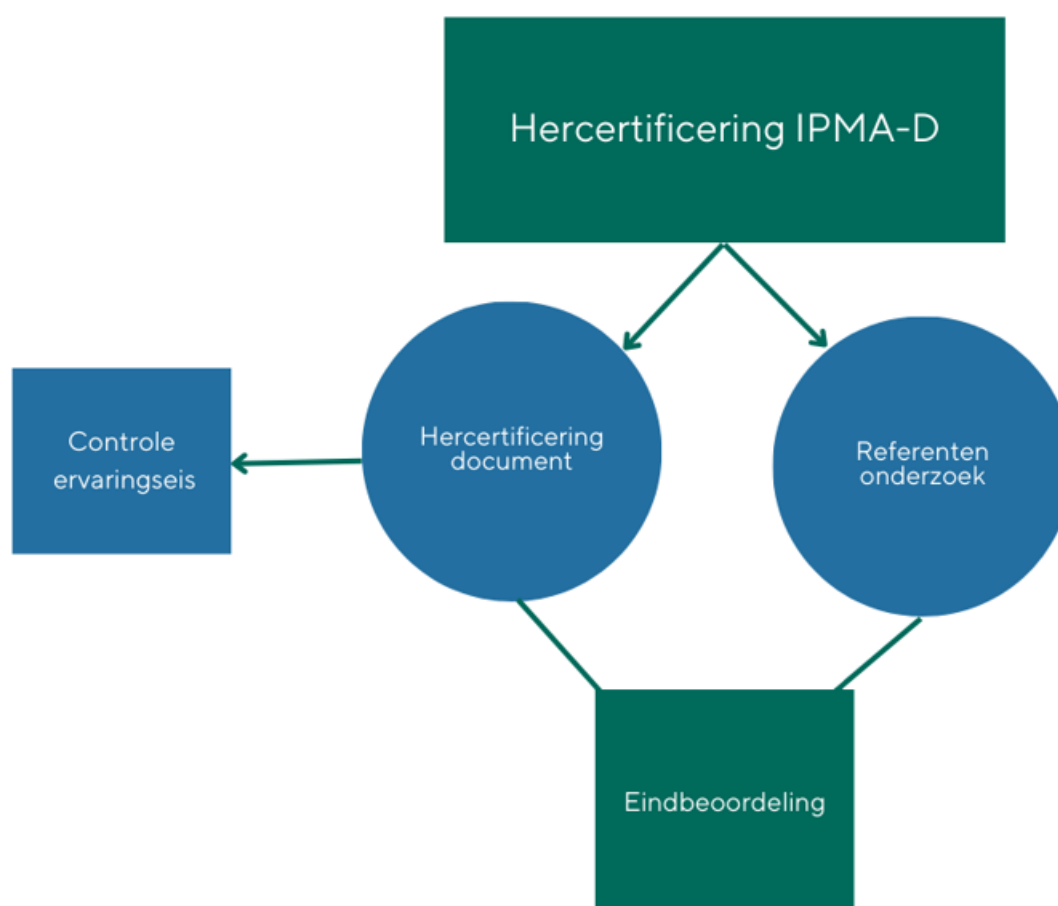 Hercertificering IPMA-D
Hercertificering
document
Referenten
onderzoek
Controle
ervaringseis
Eindbeoordeling